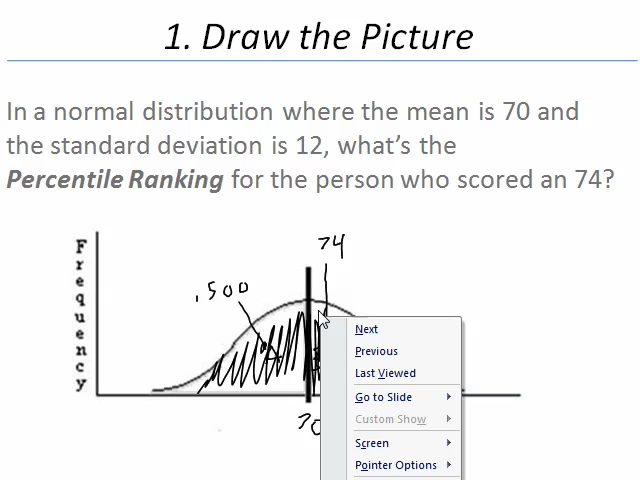 1. Draw the Picture
In a normal distribution where the mean is 70 and
the standard deviation is 12, what's the
Percentile Ranking for the person who scored an 74?
Frequency
74
.500
70
Next
Previous
Last Viewed
Go to Slide
Custom Show
Screen
Pointer Options